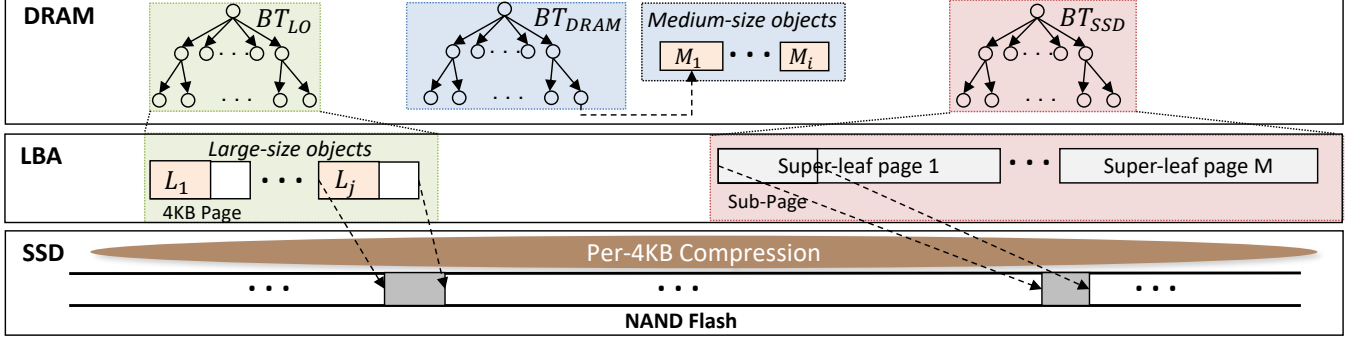 DRAM
BT_LO
BT_DRAM
Medium-size objects
M_1 · · · M_i
BT_SSD
LBA
Large-size objects
L_1 · · · L_j
4KB Page
Super-leaf page 1 · · · Super-leaf page M
Sub-Page
SSD
Per-4KB Compression
NAND Flash